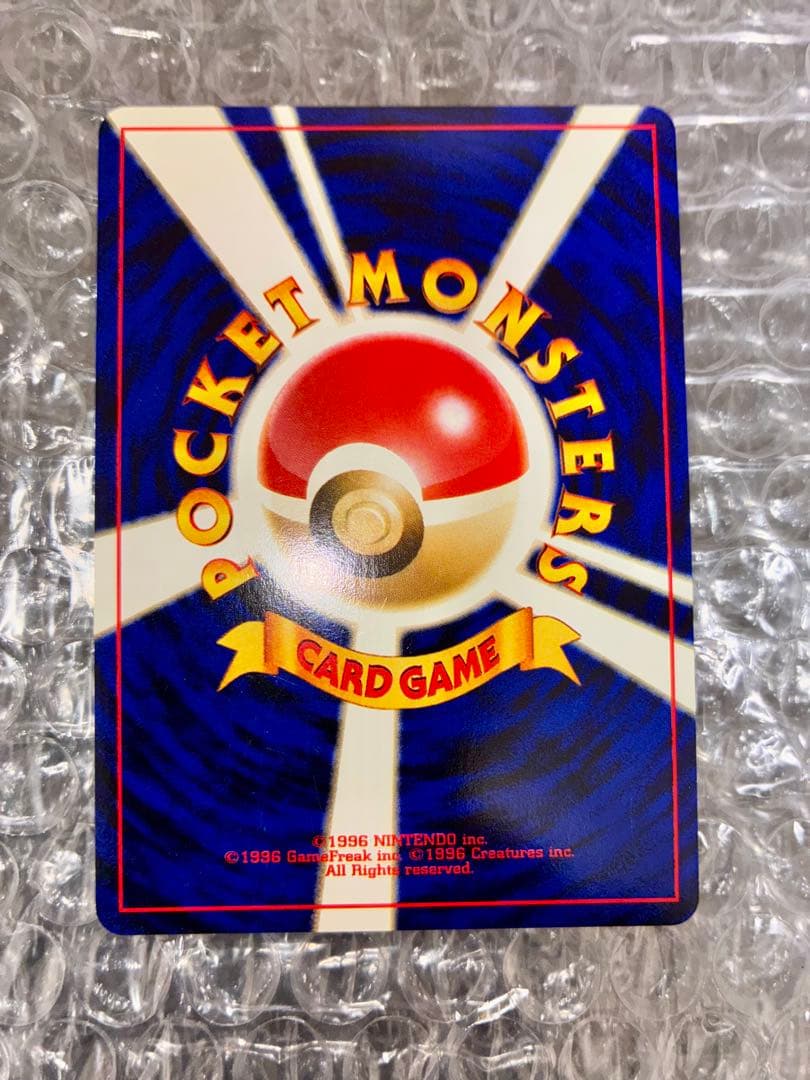 POCKET MONSTERS
CARD GAME
©1996 NINTENDO inc.
©1996 GameFreak inc. ©1996 Creatures inc.
All Rights reserved.